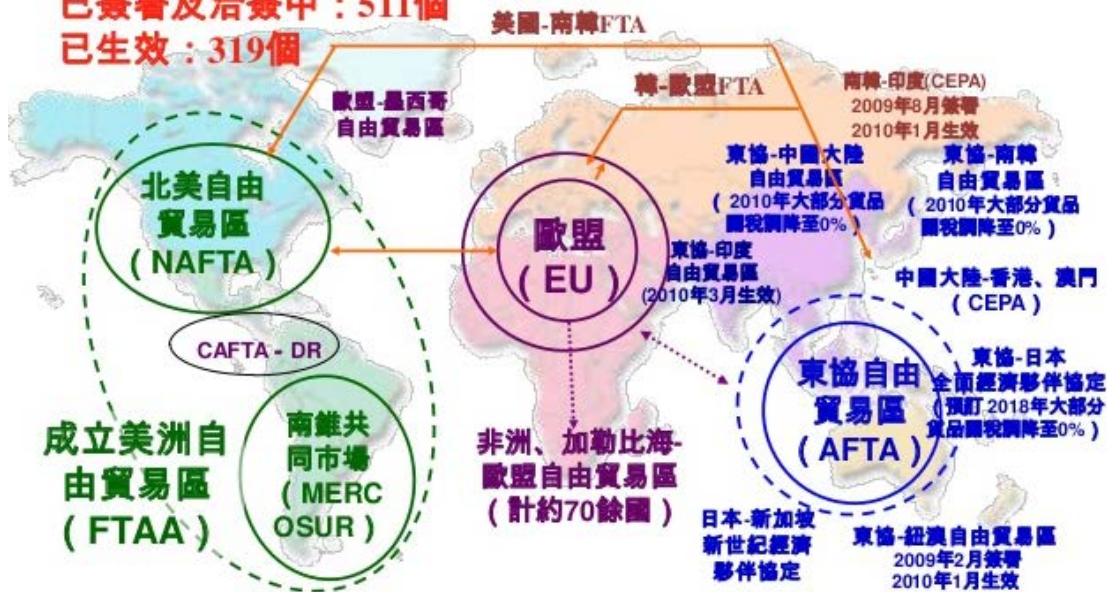 已簽署及洽簽中：511個
已生效：319個
美國-南韓FTA
韓-歐盟FTA
南韓-印度(CEPA)
2009年8月簽署
2010年1月生效
歐盟-墨西哥
自由貿易區
東協-中國大陸
自由貿易區
（ 2010年大部分貨品
關稅調降至0% ）
東協-南韓
自由貿易區
（ 2010年大部分貨品
關稅調降至0% ）
北美自由
貿易區
( NAFTA )
歐盟
( EU )
東協-印度
自由貿易區
(2010年3月生效)
中國大陸-香港、澳門
( CEPA )
CAFTA - DR
東協自由
貿易區
( AFTA )
東協-日本
全面經濟夥伴協定
（預訂 2018年大部分
貨品關稅調降至0% ）
成立美洲自
由貿易區
( FTAA )
南錐共
同市場
( MERC
OSUR )
非洲、加勒比海-
歐盟自由貿易區
( 計約70餘國 )
日本-新加坡
新世紀經濟
夥伴協定
東協-紐澳自由貿易區
2009年2月簽署
2010年1月生效